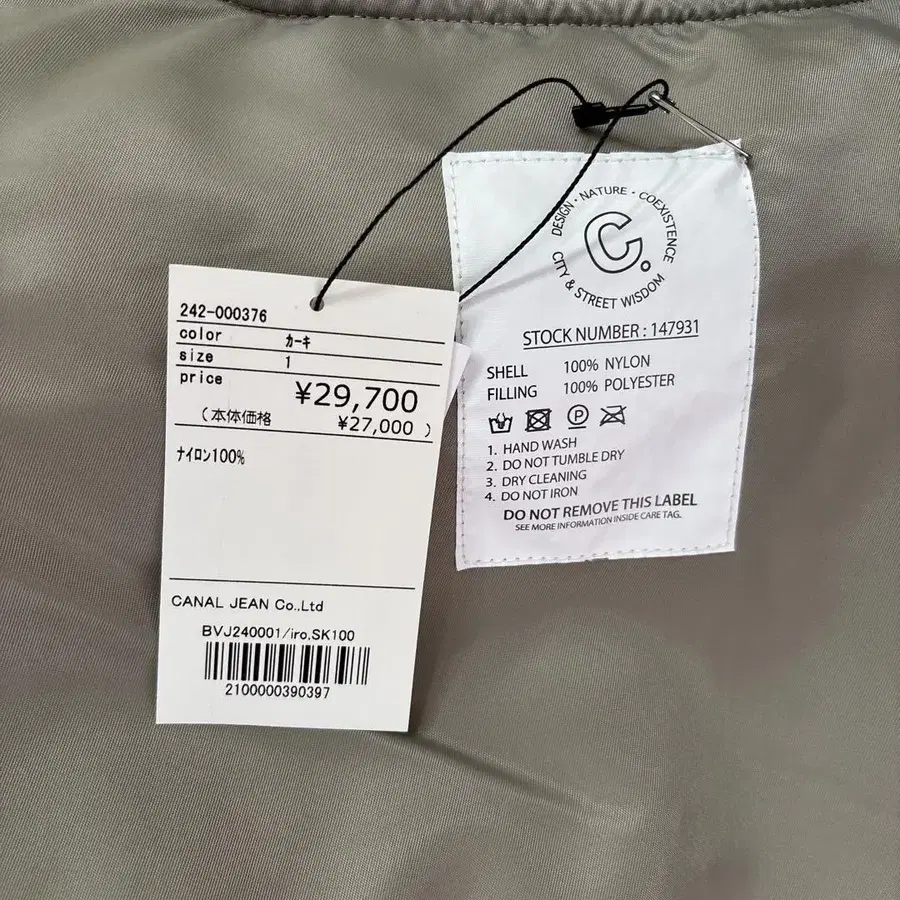 242-000376
color カーキ
size 1
price ¥29,700
(本体価格 ¥27,000 )
ナイロン100%
CANAL JEAN Co.,Ltd
BVJ240001/iro,SK100
2100000390397
DESIGN · NATURE · COEXISTENCE
C.
CITY & STREET WISDOM
STOCK NUMBER : 147931
SHELL 100% NYLON
FILLING 100% POLYESTER
P
1. HAND WASH
2. DO NOT TUMBLE DRY
3. DRY CLEANING
4. DO NOT IRON
DO NOT REMOVE THIS LABEL
SEE MORE INFORMATION INSIDE CARE TAG.